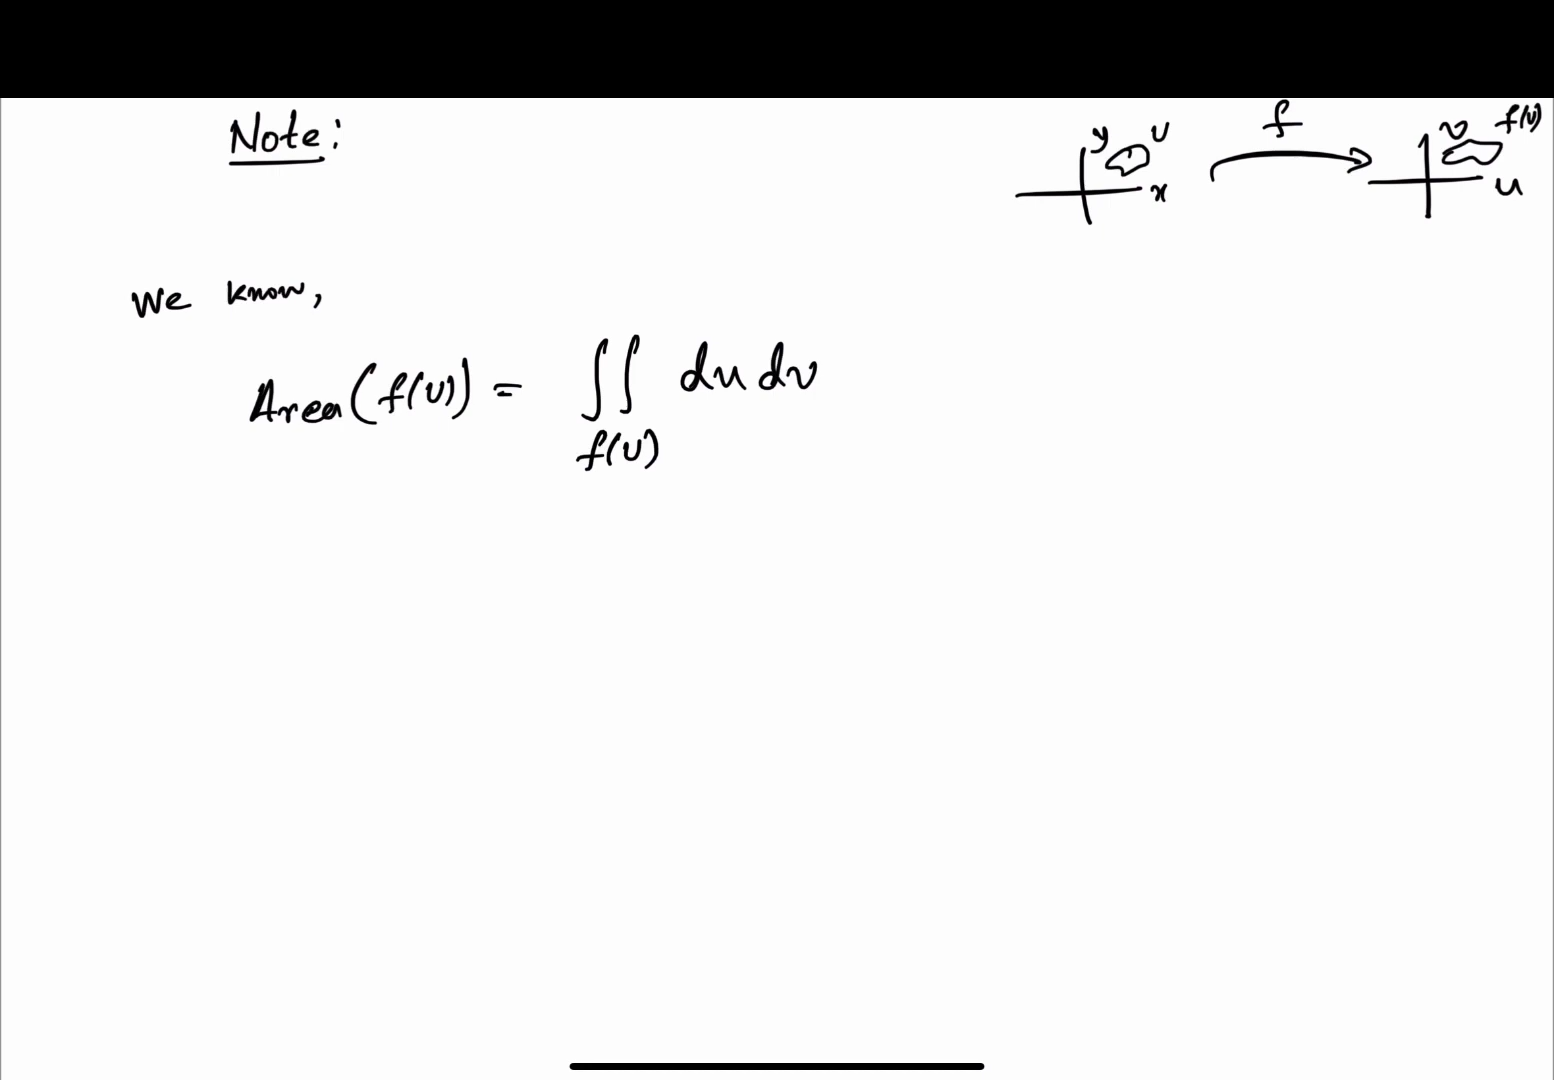 Note:
y U
x
f
v f(U)
u
We know,
Area(f(U)) = ∬ du dv
f(U)